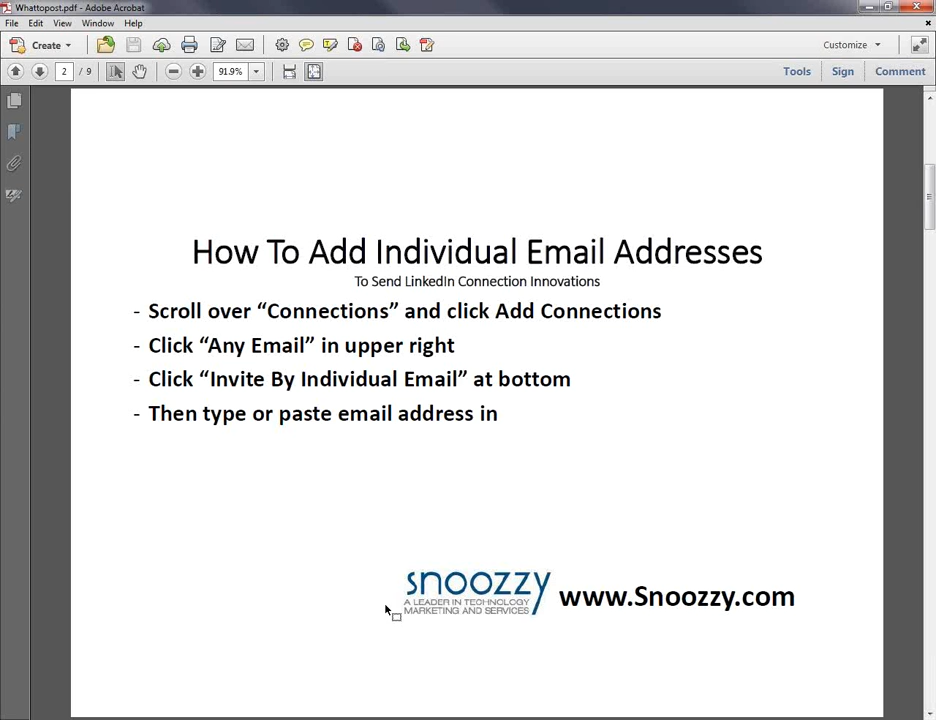 Whattopost.pdf - Adobe Acrobat
File Edit View Window Help
Create Customize
2 / 9 91.9% Tools Sign Comment
How To Add Individual Email Addresses
To Send LinkedIn Connection Innovations
- Scroll over “Connections” and click Add Connections
- Click “Any Email” in upper right
- Click “Invite By Individual Email” at bottom
- Then type or paste email address in
snoozzy www.Snoozzy.com
A LEADER IN TECHNOLOGY
MARKETING AND SERVICES